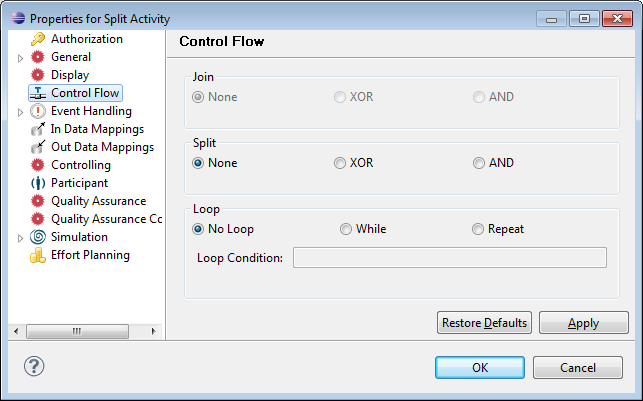 Properties for Split Activity
Authorization
General
Display
Control Flow
Event Handling
In Data Mappings
Out Data Mappings
Controlling
Participant
Quality Assurance
Quality Assurance Cc
Simulation
Effort Planning
Control Flow
Join
None XOR AND
Split
None XOR AND
Loop
No Loop While Repeat
Loop Condition:
Restore Defaults Apply
OK Cancel